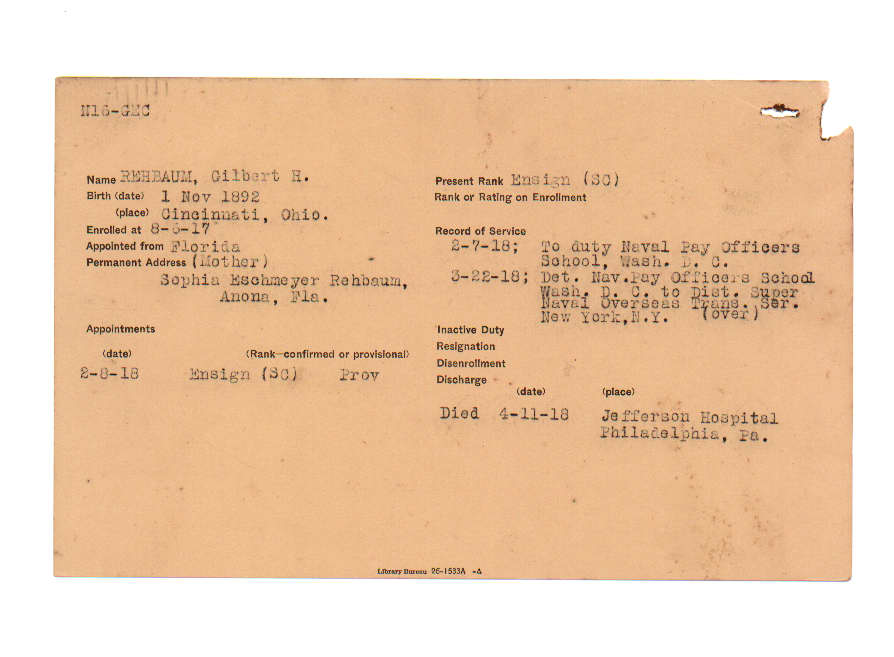 N16-GEC
Name REHBAUM, Gilbert H.
Birth (date) 1 Nov 1892
(place) Cincinnati, Ohio.
Enrolled at 8-6-17
Appointed from Florida
Permanent Address (Mother)
Sophia Eschmeyer Rehbaum,
Anona, Fla.
Appointments
(date) (Rank—confirmed or provisional)
2-8-18 Ensign (SC) Prov
Present Rank Ensign (SC)
Rank or Rating on Enrollment
Record of Service
2-7-18; To duty Naval Pay Officers
School, Wash. D. C.
3-22-18; Det. Nav.Pay Officers School
Wash. D. C. to Dist. Super
Naval Overseas Trans. Ser.
New York,N.Y. (over)
Inactive Duty
Resignation
Disenrollment
Discharge
(date) (place)
Died 4-11-18 Jefferson Hospital
Philadelphia, Pa.
Library Bureau 26-1533A -A